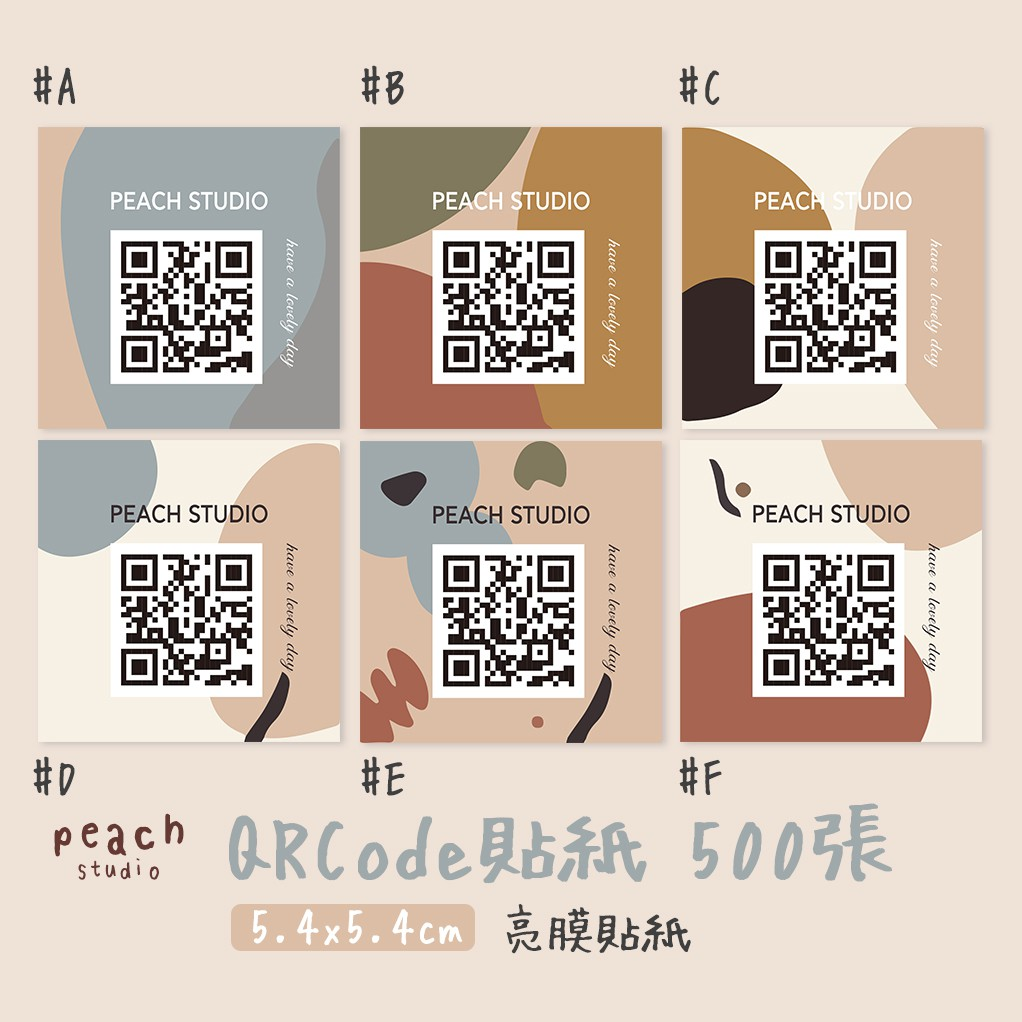 #A
#B
#C
PEACH STUDIO
have a lovely day
PEACH STUDIO
have a lovely day
PEACH STUDIO
have a lovely day
PEACH STUDIO
have a lovely day
PEACH STUDIO
have a lovely day
PEACH STUDIO
have a lovely day
#D
#E
#F
peach
studio
QRCode貼紙 500張
5.4x5.4cm
亮膜貼紙